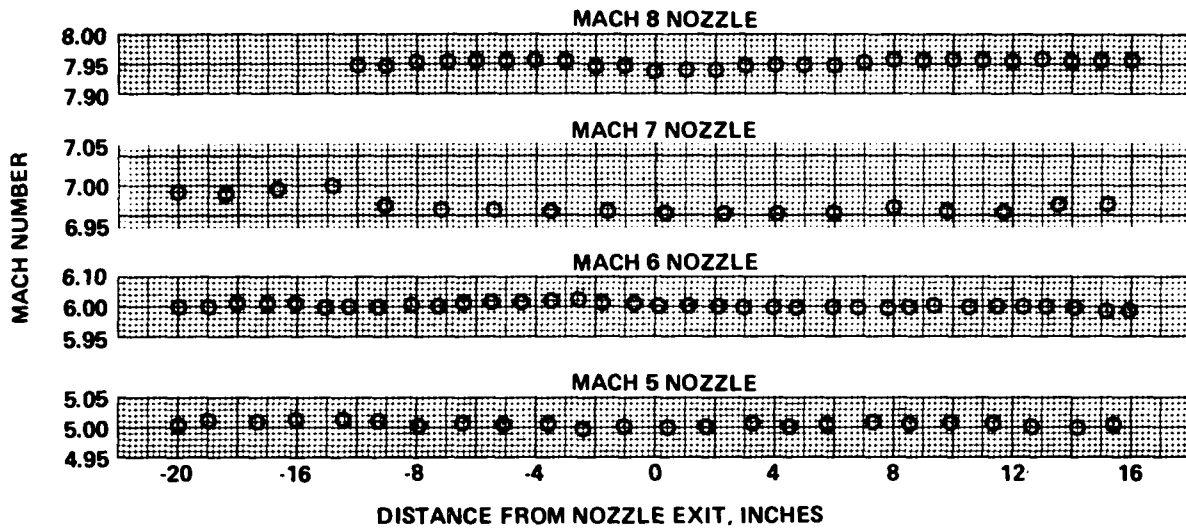 MACH 8 NOZZLE
8.00
7.95
7.90
MACH 7 NOZZLE
7.05
7.00
6.95
MACH NUMBER
MACH 6 NOZZLE
6.10
6.00
5.95
MACH 5 NOZZLE
5.05
5.00
4.95
-20 -16 -8 -4 0 4 8 12 16
DISTANCE FROM NOZZLE EXIT, INCHES